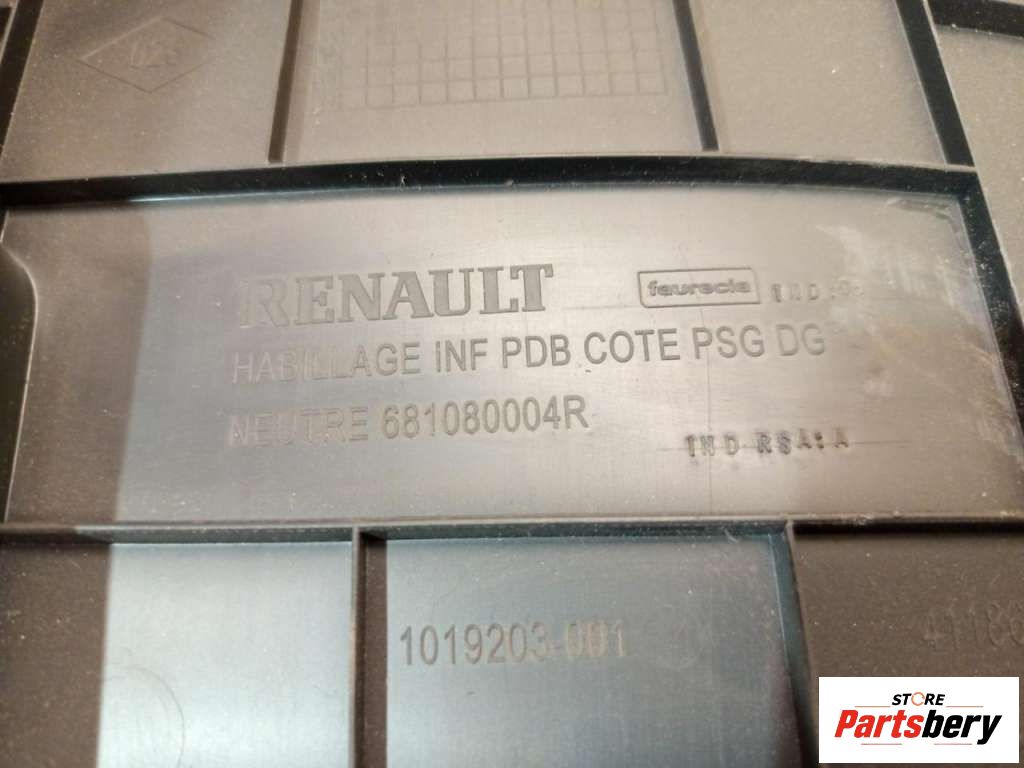 RENAULT
faurecia
HABILLAGE INF PDB COTE PSG DG
NEUTRE 681080004R
IND RSA: A
1019203-001
STORE
Partsbery